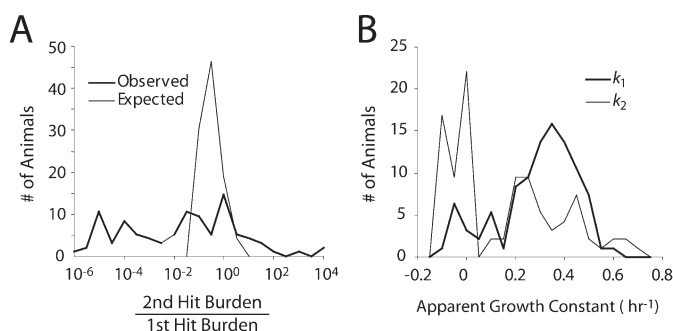 A
# of Animals
50
40
30
20
10
0
Observed
Expected
10⁻⁶ 10⁻⁴ 10⁻² 10⁰ 10² 10⁴
2nd Hit Burden
1st Hit Burden
B
# of Animals
25
20
15
10
5
0
k₁
k₂
-0.2 0 0.2 0.4 0.6 0.8
Apparent Growth Constant ( hr⁻¹)